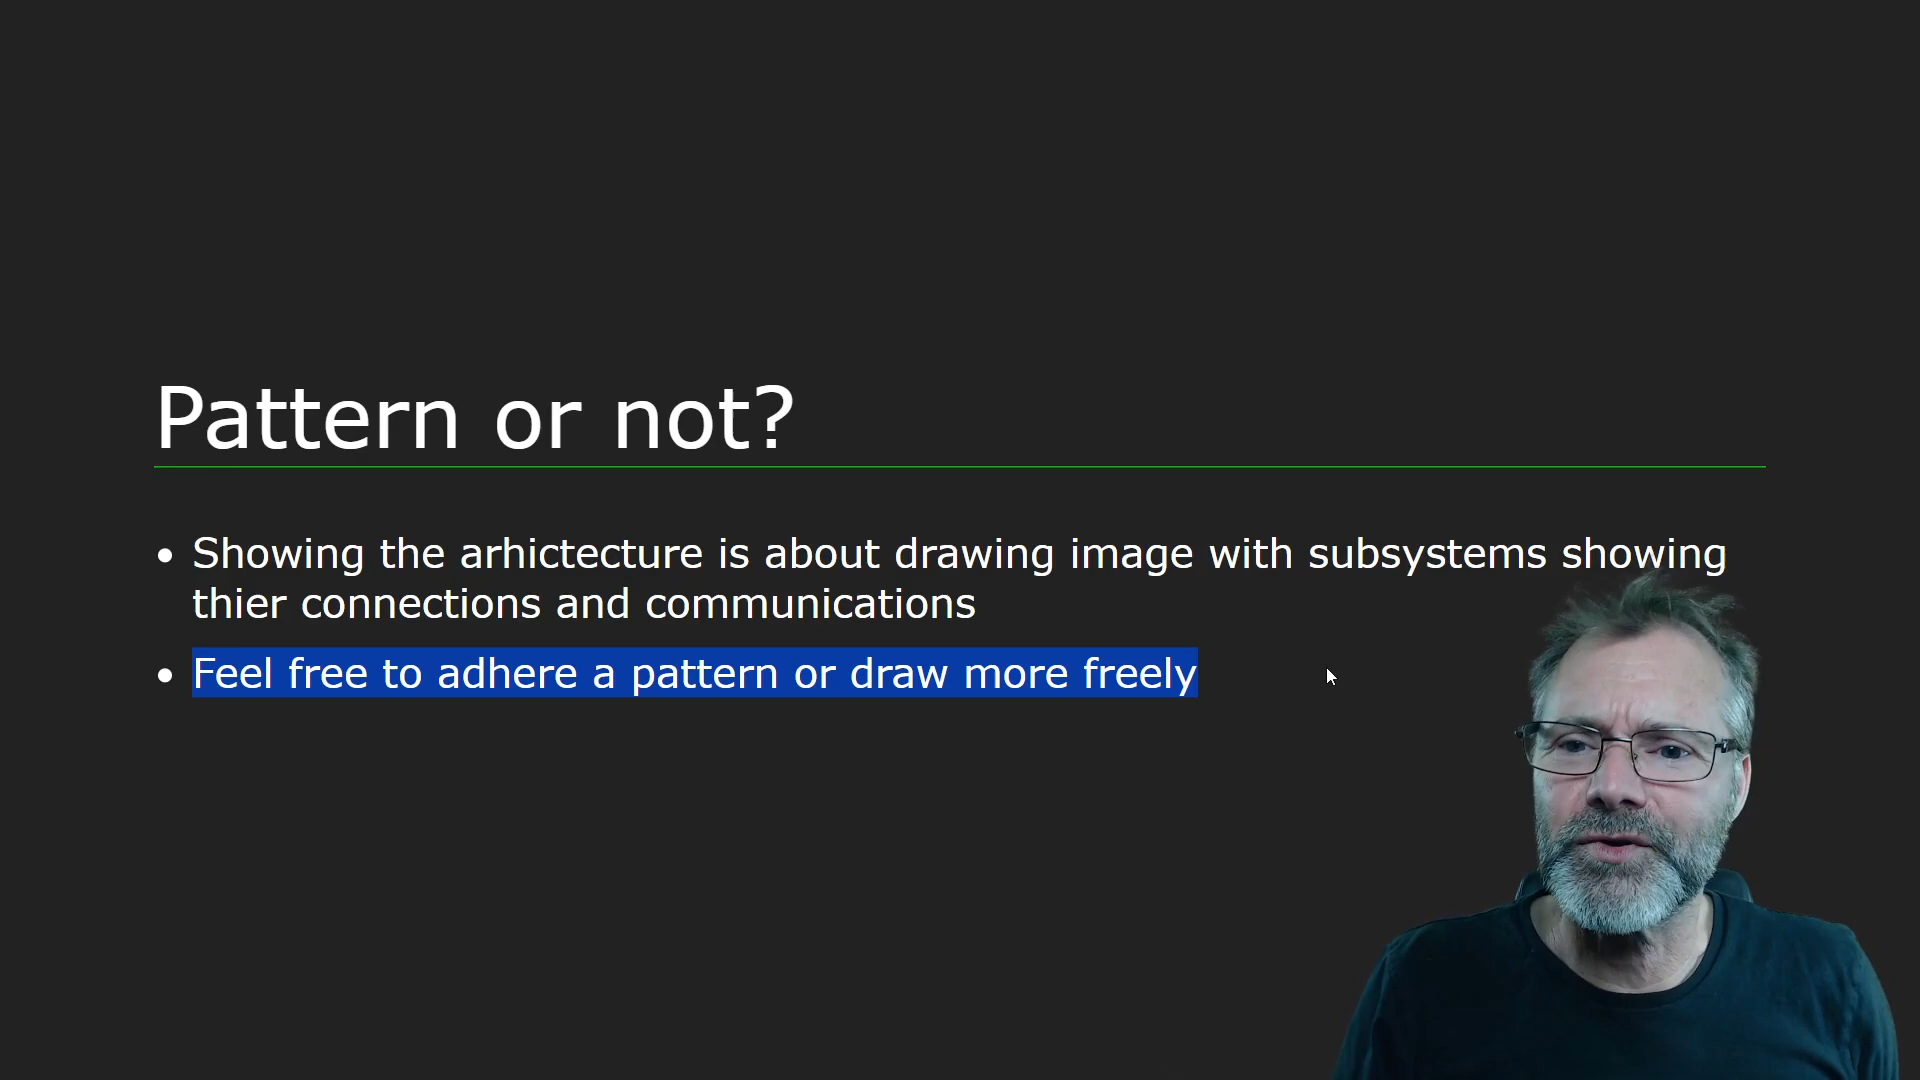 Pattern or not?
Showing the arhictecture is about drawing image with subsystems showing
thier connections and communications
Feel free to adhere a pattern or draw more freely